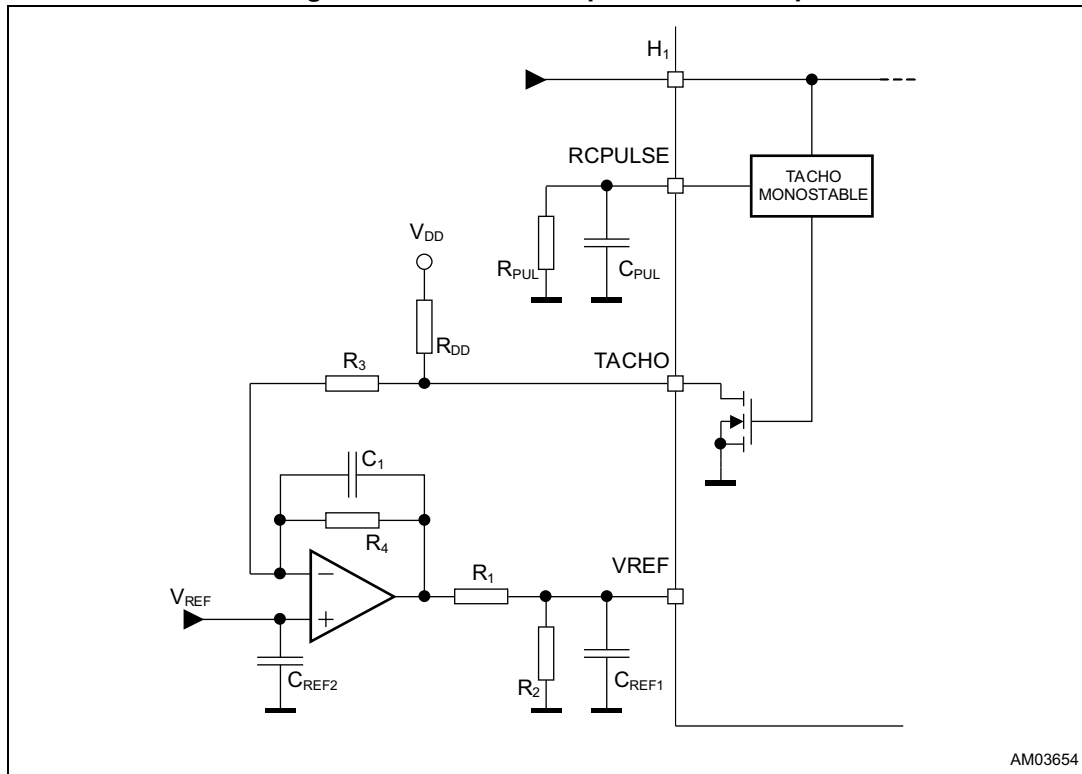 H1
RCPULSE
TACHO
MONOSTABLE
VDD
RPUL
CPUL
RDD
R3
TACHO
C1
R4
VREF
R1
VREF
R2
CREF1
CREF2
AM03654